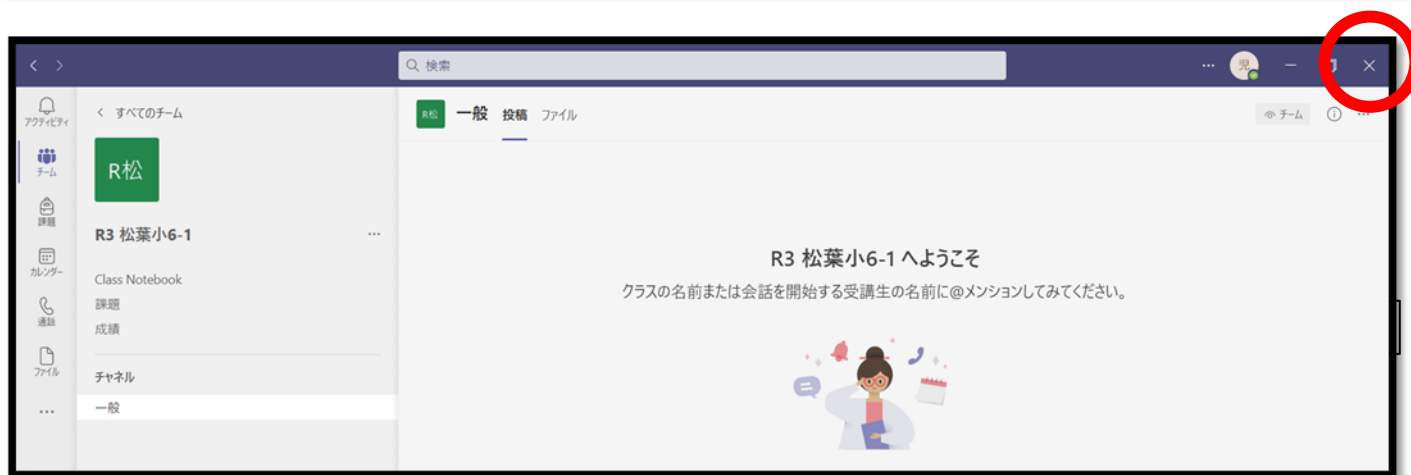 検索
児
アクティビティ
チーム
課題
カレンダー
通話
ファイル
すべてのチーム
R松
R3 松葉小6-1
Class Notebook
課題
成績
チャネル
一般
R松 一般 投稿 ファイル
チーム
R3 松葉小6-1 へようこそ
クラスの名前または会話を開始する受講生の名前に@メンションしてみてください。